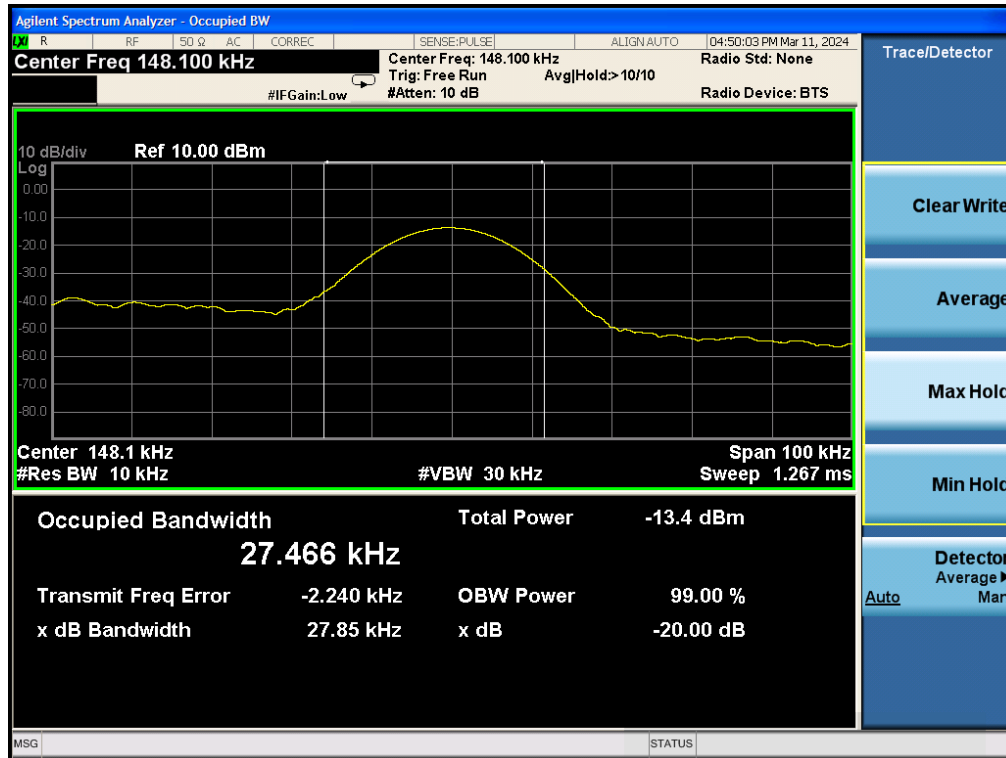 Agilent Spectrum Analyzer - Occupied BW
LXI R RF 50 Ω AC CORREC SENSE:PULSE ALIGN AUTO 04:50:03 PM Mar 11, 2024
Center Freq 148.100 kHz
Center Freq: 148.100 kHz Radio Std: None
Trig: Free Run Avg|Hold:> 10/10
#IFGain:Low #Atten: 10 dB Radio Device: BTS
Trace/Detector
10 dB/div Ref 10.00 dBm
Log
0.00
-10.0
-20.0
-30.0
-40.0
-50.0
-60.0
-70.0
-80.0
Center 148.1 kHz Span 100 kHz
#Res BW 10 kHz #VBW 30 kHz Sweep 1.267 ms
Occupied Bandwidth Total Power -13.4 dBm
27.466 kHz
Transmit Freq Error -2.240 kHz OBW Power 99.00 %
x dB Bandwidth 27.85 kHz x dB -20.00 dB
Clear Write
Average
Max Hold
Min Hold
Detector
Average
Auto Man
MSG STATUS